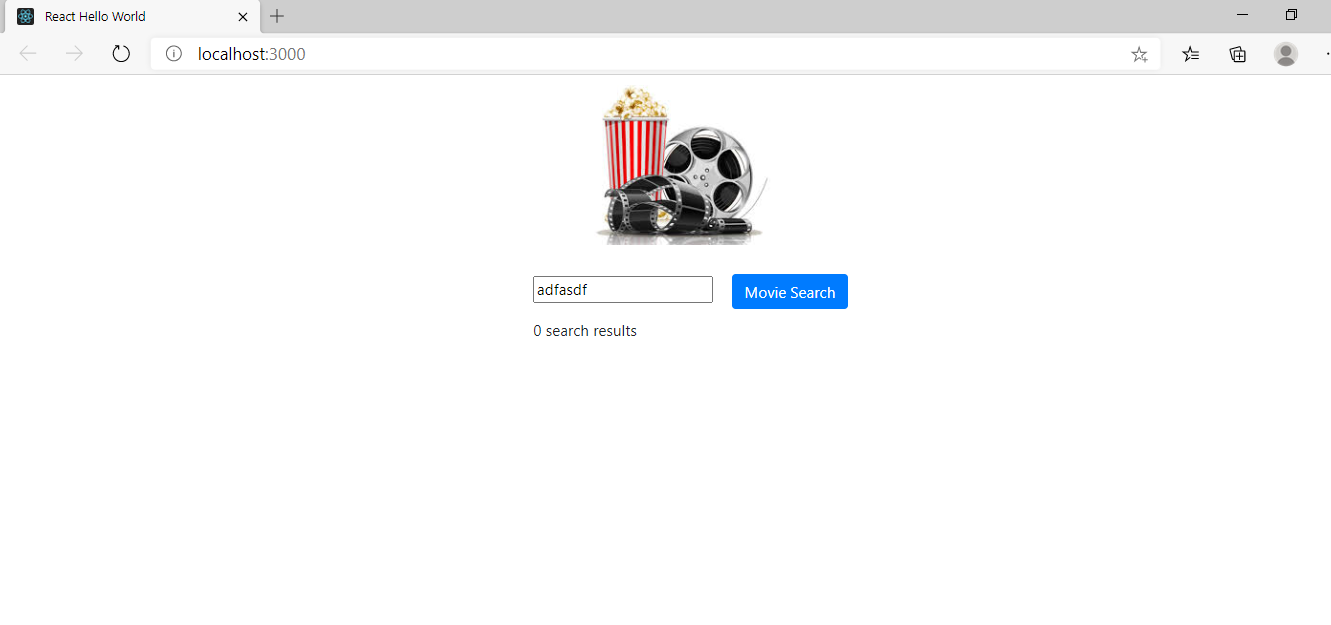 React Hello World
localhost:3000
adfasdf
Movie Search
0 search results